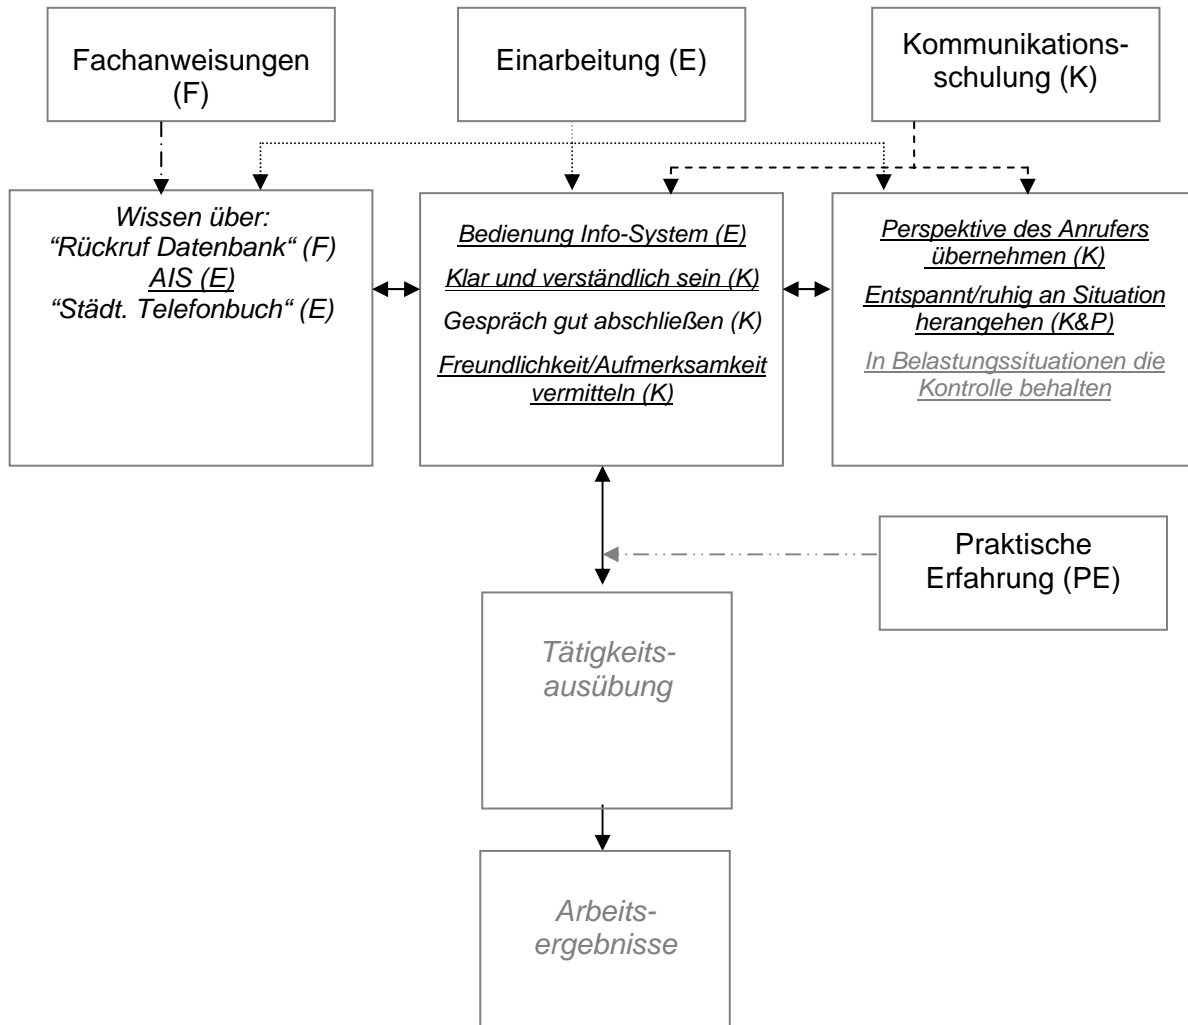 Fachanweisungen
(F)
Einarbeitung (E)
Kommunikations-
schulung (K)
Wissen über:
“Rückruf Datenbank“ (F)
AIS (E)
“Städt. Telefonbuch“ (E)
Bedienung Info-System (E)
Klar und verständlich sein (K)
Gespräch gut abschließen (K)
Freundlichkeit/Aufmerksamkeit
vermitteln (K)
Perspektive des Anrufers
übernehmen (K)
Entspannt/ruhig an Situation
herangehen (K&P)
In Belastungssituationen die
Kontrolle behalten
Praktische
Erfahrung (PE)
Tätigkeits-
ausübung
Arbeits-
ergebnisse